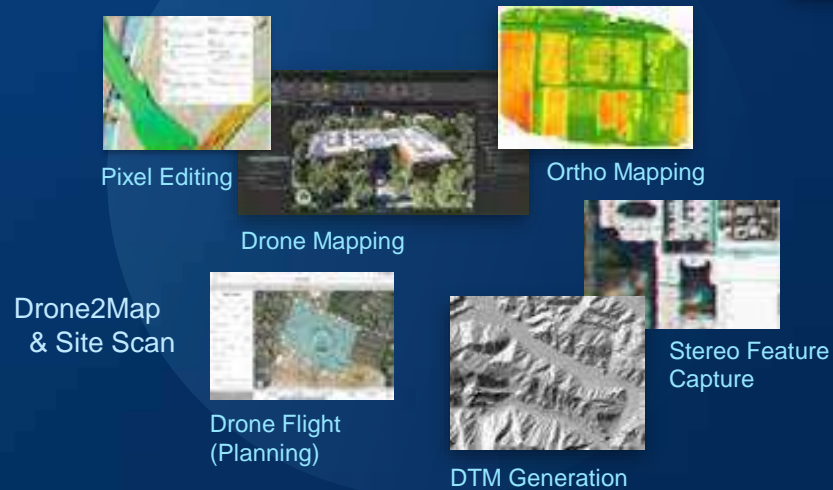 Pixel Editing
Ortho Mapping
Drone Mapping
Drone2Map
& Site Scan
Stereo Feature
Capture
Drone Flight
(Planning)
DTM Generation